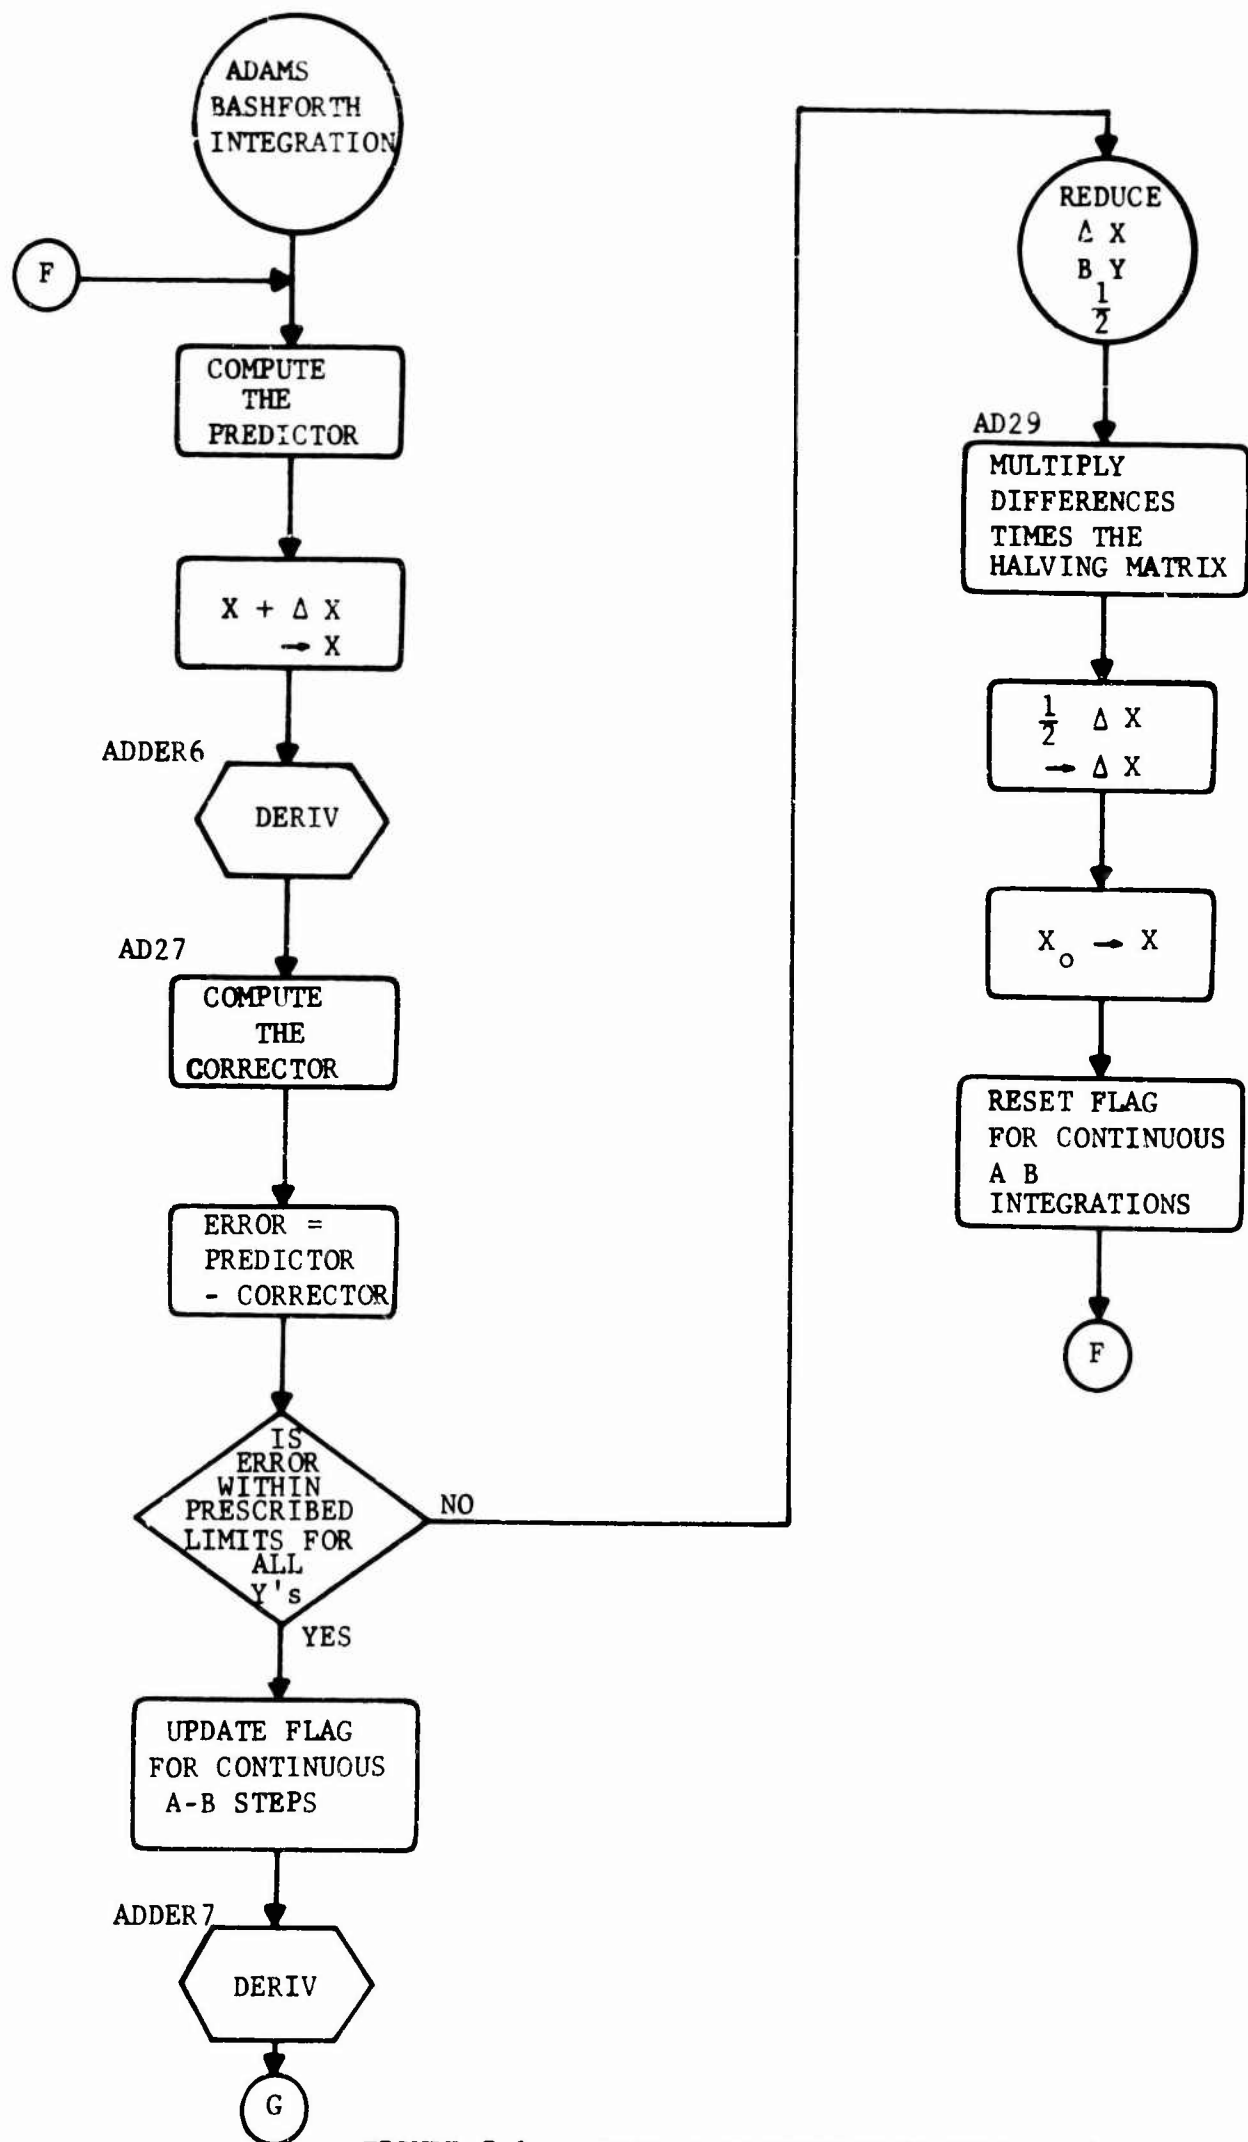 ADAMS
BASHFORTH
INTEGRATION
F
COMPUTE
THE
PREDICTOR
X + Δ X
→ X
ADDER6
DERIV
AD27
COMPUTE
THE
CORRECTOR
ERROR =
PREDICTOR
- CORRECTOR
IS
ERROR
WITHIN
PRESCRIBED
LIMITS FOR
ALL
Y's
NO
YES
UPDATE FLAG
FOR CONTINUOUS
A-B STEPS
ADDER7
DERIV
G
REDUCE
Δ X
B Y
1/2
AD29
MULTIPLY
DIFFERENCES
TIMES THE
HALVING MATRIX
1/2 Δ X
→ Δ X
X₀ → X
RESET FLAG
FOR CONTINUOUS
A B
INTEGRATIONS
F